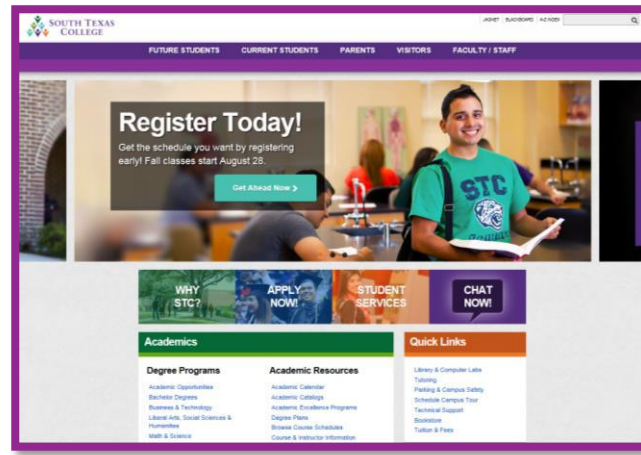 SOUTH TEXAS
COLLEGE
JAGNET BLACKBOARD A-Z INDEX
FUTURE STUDENTS CURRENT STUDENTS PARENTS VISITORS FACULTY / STAFF
Register Today!
Get the schedule you want by registering
early! Fall classes start August 28.
Get Ahead Now
STC
WHY
STC?
APPLY
NOW!
STUDENT
SERVICES
CHAT
NOW!
Academics
Degree Programs
Academic Opportunities
Bachelor Degrees
Business & Technology
Liberal Arts, Social Sciences &
Humanities
Math & Science
Academic Resources
Academic Calendar
Academic Catalogs
Academic Excellence Programs
Degree Plans
Browse Course Schedules
Course & Instructor Information
Quick Links
Library & Computer Labs
Tutoring
Parking & Campus Safety
Schedule Campus Tour
Technical Support
Bookstore
Tuition & Fees